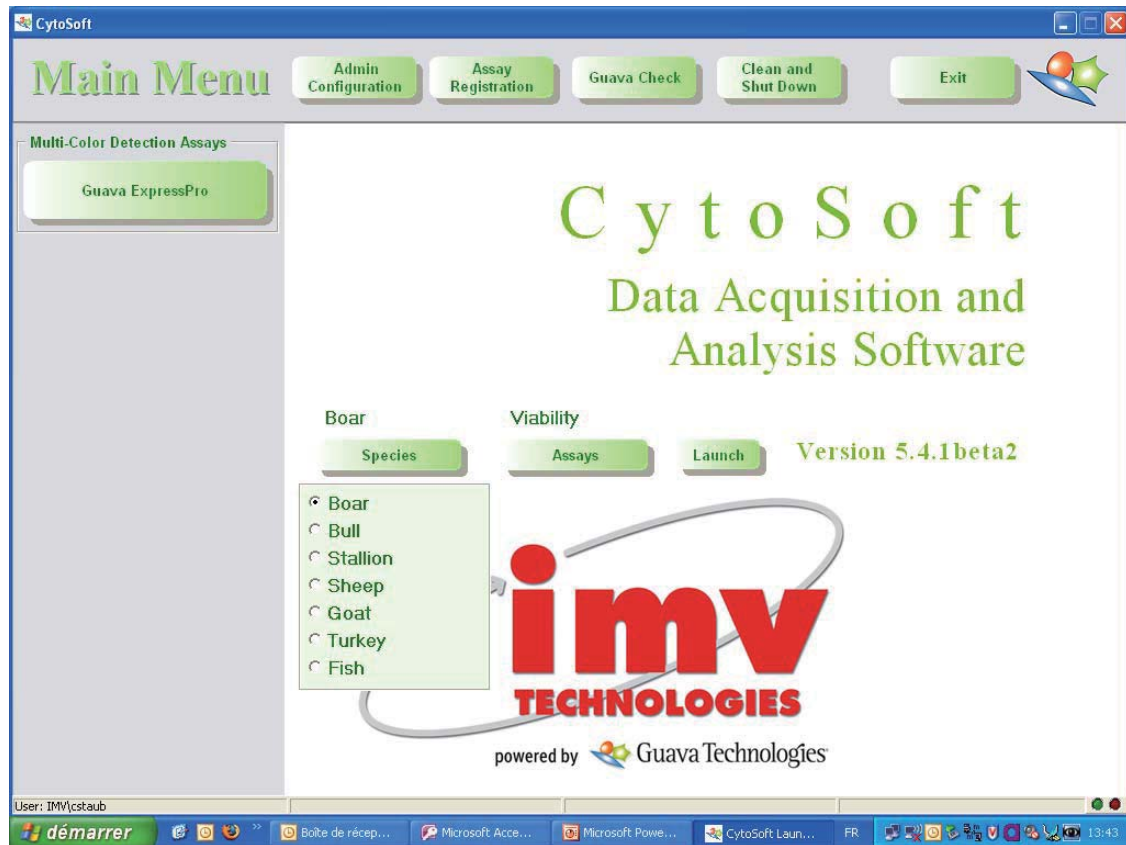 CytoSoft
Main Menu
Admin
Configuration
Assay
Registration
Guava Check
Clean and
Shut Down
Exit
Multi-Color Detection Assays
Guava ExpressPro
CytoSoft
Data Acquisition and
Analysis Software
Boar
Viability
Species
Assays
Launch
Version 5.4.1beta2
Boar
Bull
Stallion
Sheep
Goat
Turkey
Fish
imv
TECHNOLOGIES
powered by Guava Technologies
User: IMV\cstaub
démarrer
Boîte de récep...
Microsoft Acce...
Microsoft Powe...
CytoSoft Laun...
FR
13:43